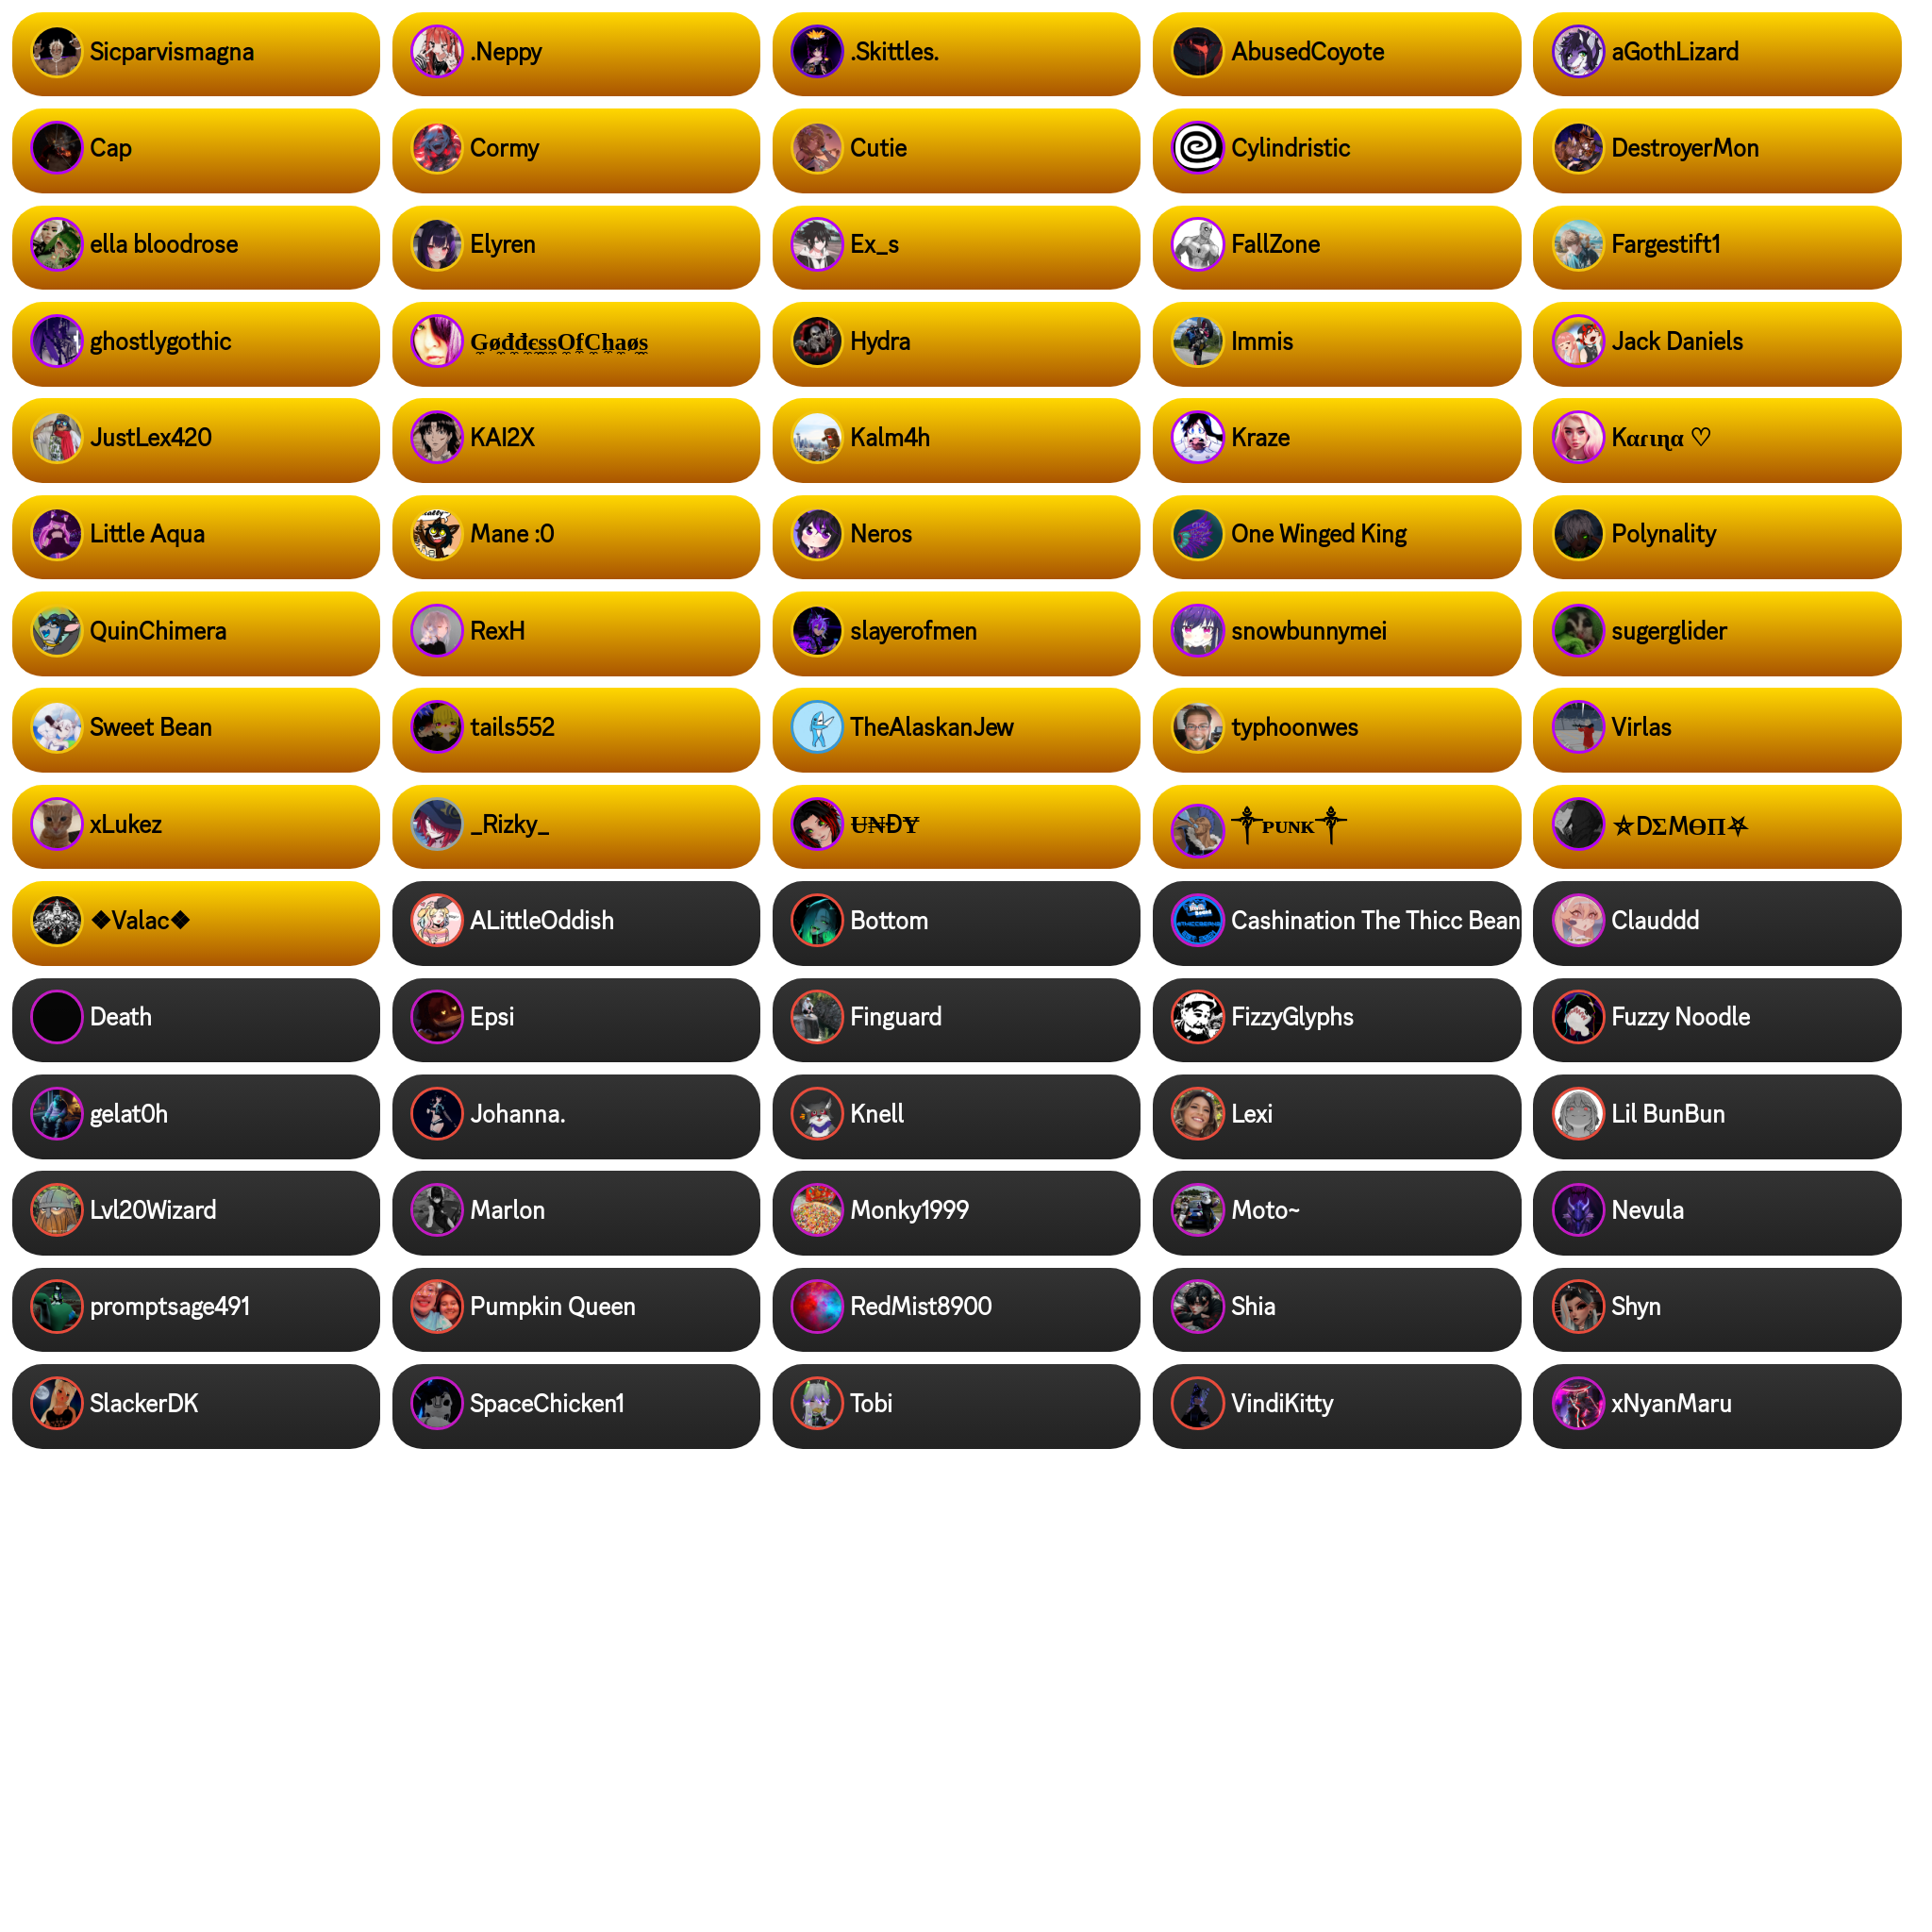 Sicparvismagna
.Neppy
.Skittles.
AbusedCoyote
aGothLizard
Cap
Cormy
Cutie
Cylindristic
DestroyerMon
ella bloodrose
Elyren
Ex_s
FallZone
Fargestift1
ghostlygothic
G̫ø̫đ̫đ̫є̫s̫s̫O̫f̫C̫h̫a̫ø̫s̫
Hydra
Immis
Jack Daniels
JustLex420
KAI2X
Kalm4h
Kraze
Kαɾιɳα ♡
Little Aqua
Mane :0
Neros
One Winged King
Polynality
QuinChimera
RexH
slayerofmen
snowbunnymei
sugerglider
Sweet Bean
tails552
TheAlaskanJew
typhoonwes
Virlas
xLukez
_Rizky_
U̶₦ĐɎ
⚜ᴘᴜɴᴋ⚜
⛤DΣMӨΠ⛧
❖Valac❖
ALittleOddish
Bottom
Cashination The Thicc Bean
Clauddd
Death
Epsi
Finguard
FizzyGlyphs
Fuzzy Noodle
gelat0h
Johanna.
Knell
Lexi
Lil BunBun
Lvl20Wizard
Marlon
Monky1999
Moto~
Nevula
promptsage491
Pumpkin Queen
RedMist8900
Shia
Shyn
SlackerDK
SpaceChicken1
Tobi
VindiKitty
xNyanMaru